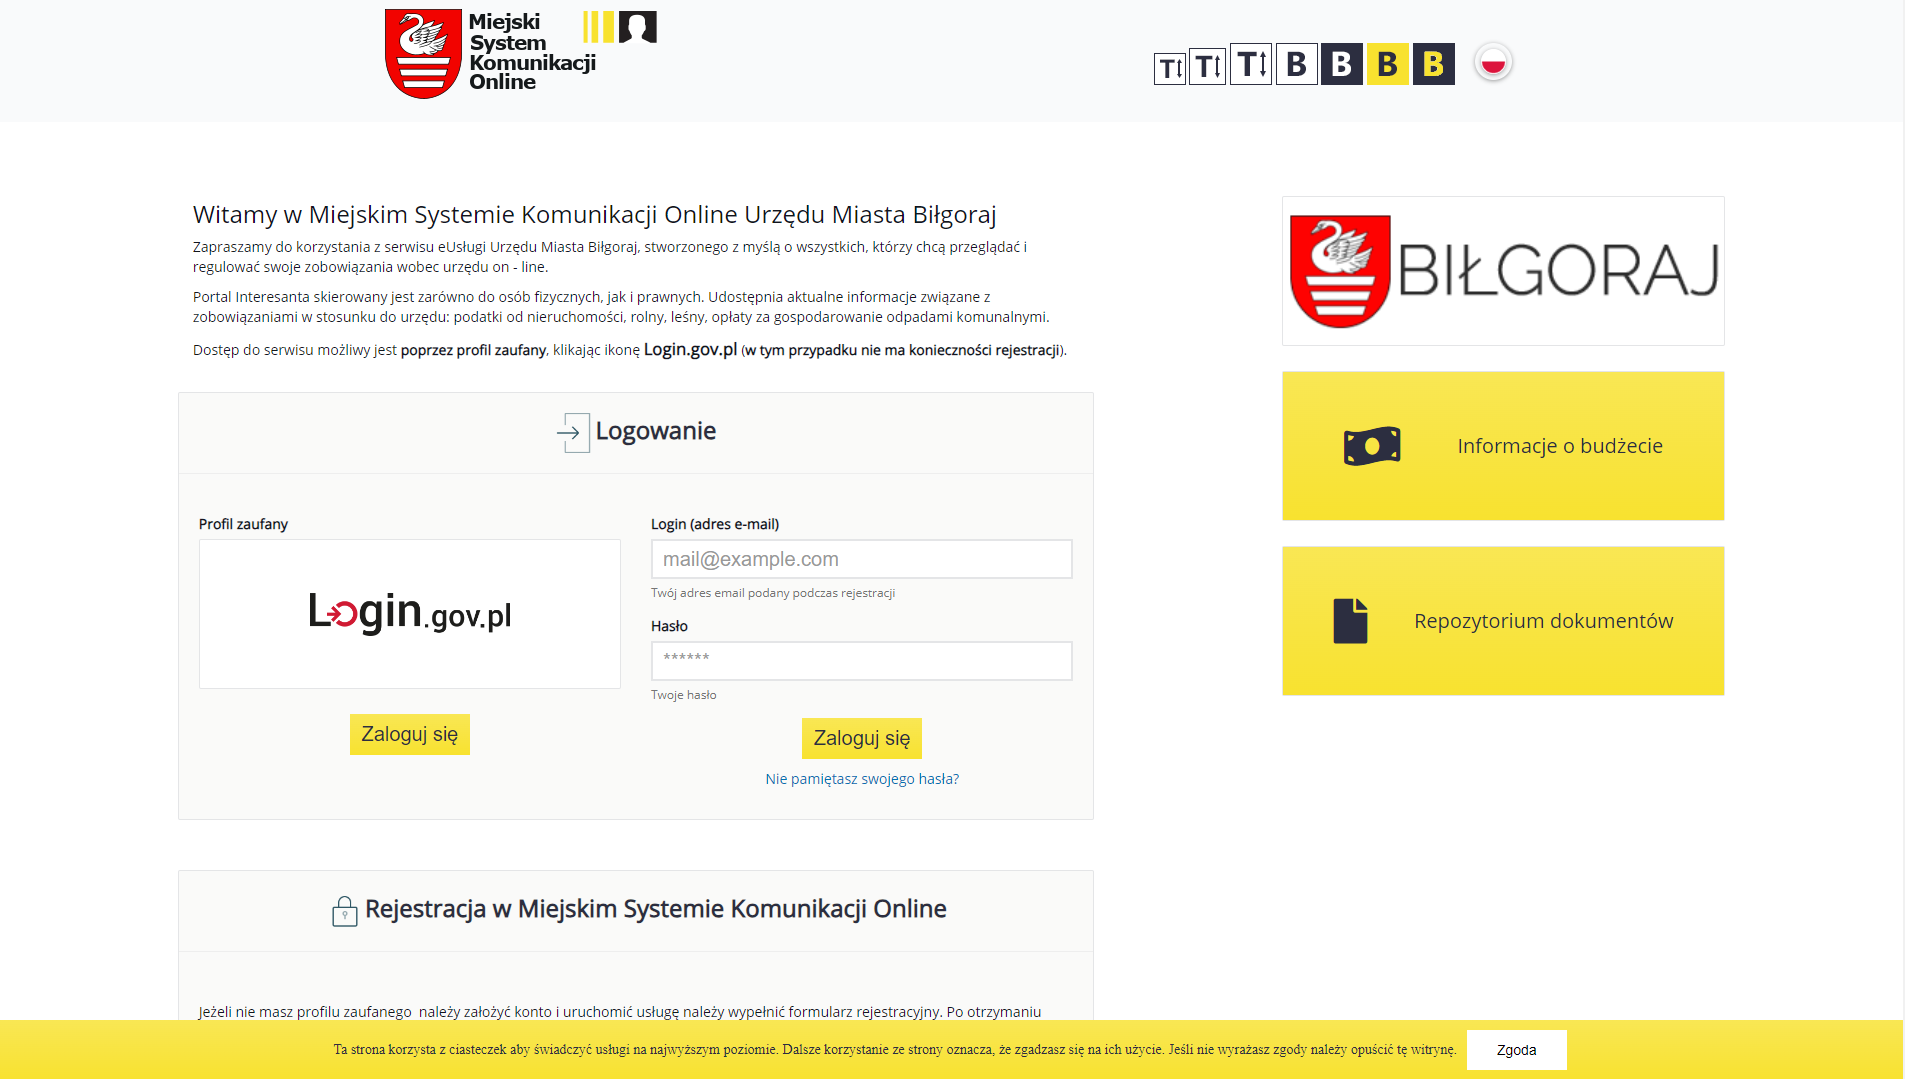 Miejski
System
Komunikacji
Online
T T T B B B B
Witamy w Miejskim Systemie Komunikacji Online Urzędu Miasta Biłgoraj
Zapraszamy do korzystania z serwisu eUsługi Urzędu Miasta Biłgoraj, stworzonego z myślą o wszystkich, którzy chcą przeglądać i
regulować swoje zobowiązania wobec urzędu on - line.
Portal Interesanta skierowany jest zarówno do osób fizycznych, jak i prawnych. Udostępnia aktualne informacje związane z
zobowiązaniami w stosunku do urzędu: podatki od nieruchomości, rolny, leśny, opłaty za gospodarowanie odpadami komunalnymi.
Dostęp do serwisu możliwy jest poprzez profil zaufany, klikając ikonę Login.gov.pl (w tym przypadku nie ma konieczności rejestracji).
Logowanie
Profil zaufany
Login.gov.pl
Zaloguj się
Login (adres e-mail)
mail@example.com
Twój adres email podany podczas rejestracji
Hasło
******
Twoje hasło
Zaloguj się
Nie pamiętasz swojego hasła?
Rejestracja w Miejskim Systemie Komunikacji Online
Jeżeli nie masz profilu zaufanego  należy założyć konto i uruchomić usługę należy wypełnić formularz rejestracyjny. Po otrzymaniu
BIŁGORAJ
Informacje o budżecie
Repozytorium dokumentów
Ta strona korzysta z ciasteczek aby świadczyć usługi na najwyższym poziomie. Dalsze korzystanie ze strony oznacza, że zgadzasz się na ich użycie. Jeśli nie wyrażasz zgody należy opuścić tę witrynę.
Zgoda